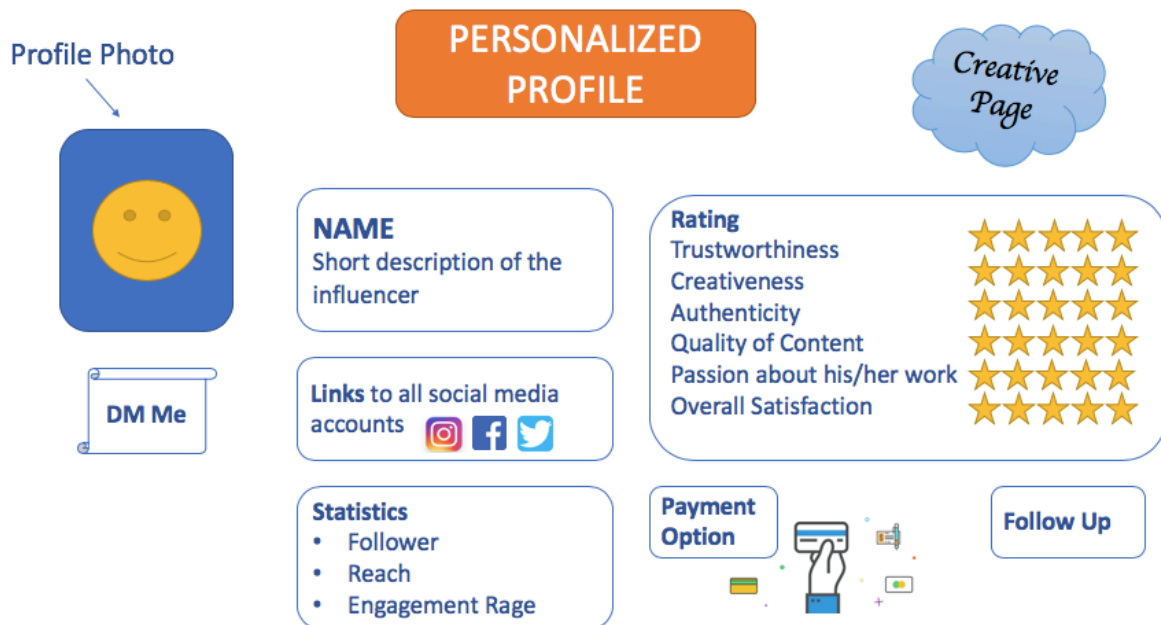 PERSONALIZED
PROFILE
Profile Photo
Creative
Page
NAME
Short description of the
influencer
Rating
Trustworthiness
Creativeness
Authenticity
Quality of Content
Passion about his/her work
Overall Satisfaction
DM Me
Links to all social media
accounts
Statistics
• Follower
• Reach
• Engagement Rage
Payment
Option
Follow Up